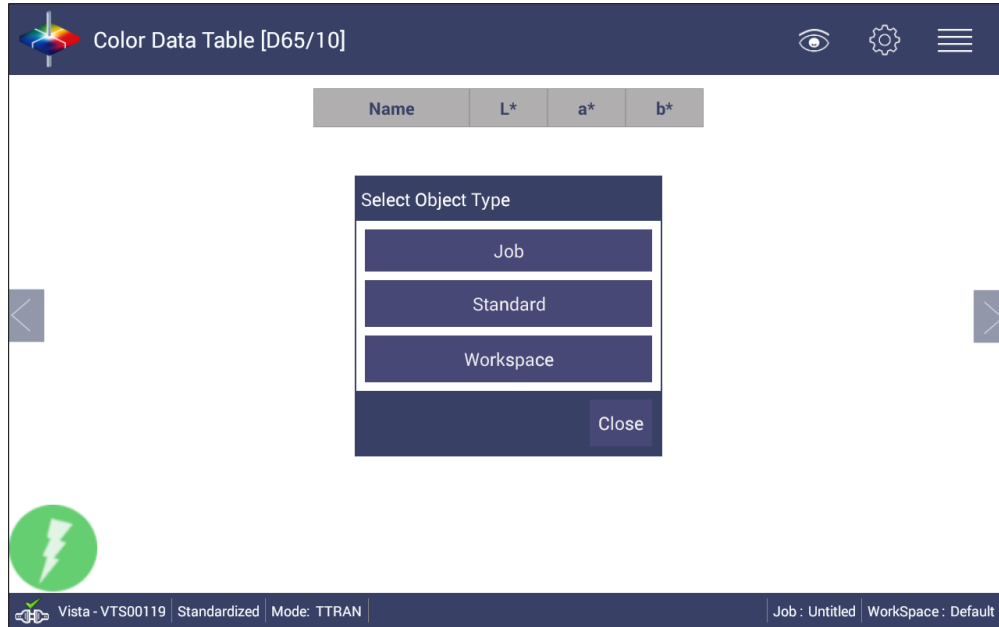 Color Data Table [D65/10]
Name L* a* b*
Select Object Type
Job
Standard
Workspace
Close
Vista - VTS00119 Standardized Mode: TTRAN Job : Untitled WorkSpace : Default